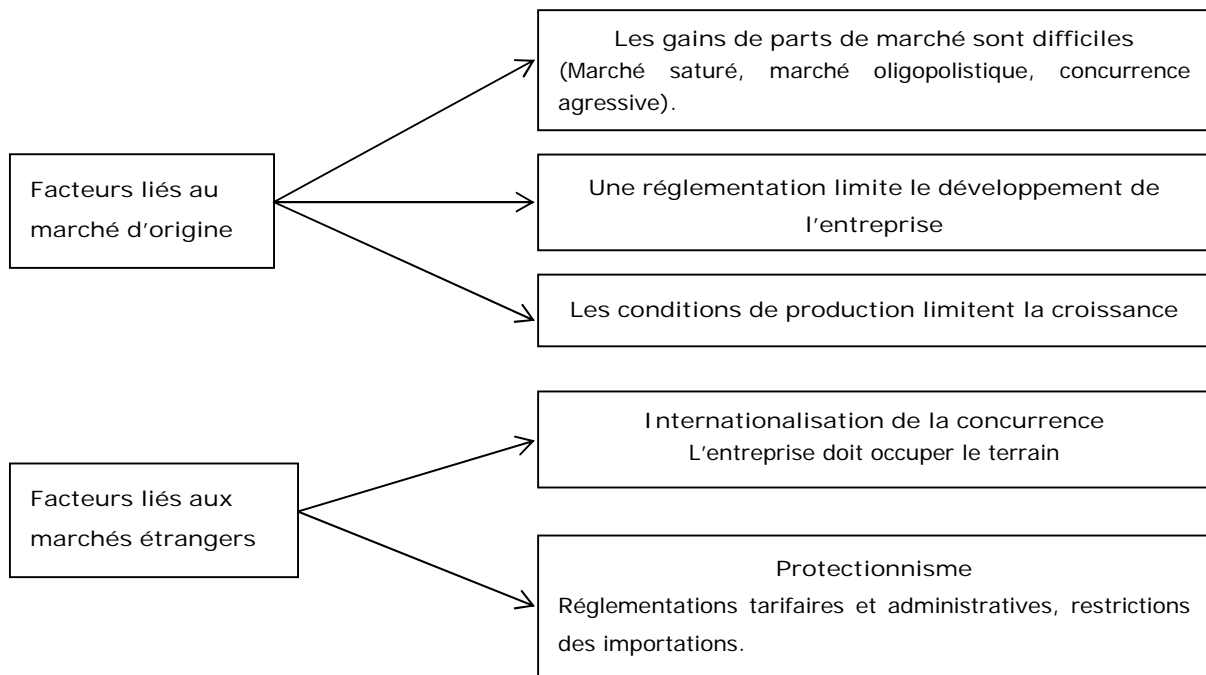 Les gains de parts de marché sont difficiles
(Marché saturé, marché oligopolistique, concurrence
agressive).
Facteurs liés au
marché d'origine
Une réglementation limite le développement de
l'entreprise
Les conditions de production limitent la croissance
Internationalisation de la concurrence
L'entreprise doit occuper le terrain
Facteurs liés aux
marchés étrangers
Protectionnisme
Réglementations tarifaires et administratives, restrictions
des importations.